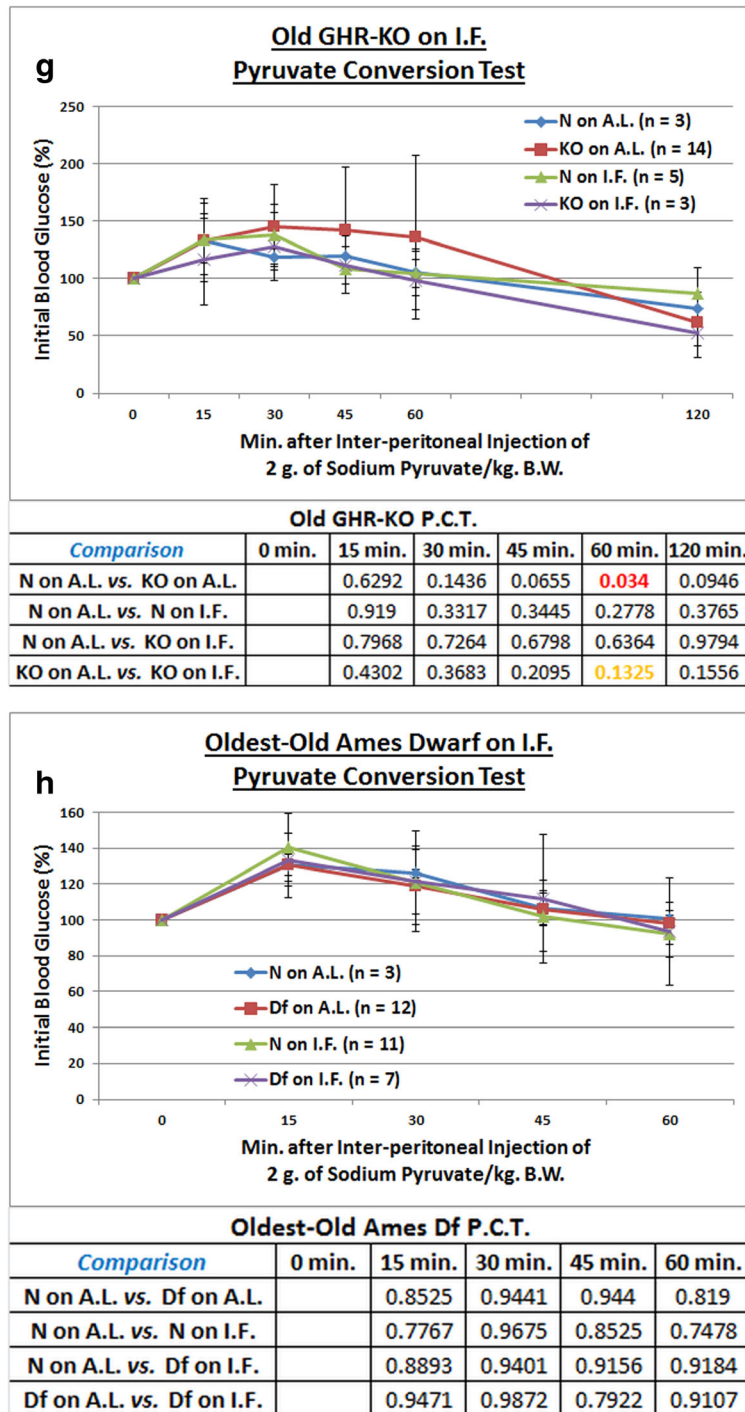 g
Old GHR-KO on I.F.
Pyruvate Conversion Test
Initial Blood Glucose (%)
250
200
150
100
50
0
N on A.L. (n = 3)
KO on A.L. (n = 14)
N on I.F. (n = 5)
KO on I.F. (n = 3)
0 15 30 45 60 120
Min. after Inter-peritoneal Injection of
2 g. of Sodium Pyruvate/kg. B.W.
Old GHR-KO P.C.T.
Comparison 0 min. 15 min. 30 min. 45 min. 60 min. 120 min.
N on A.L. vs. KO on A.L. 0.6292 0.1436 0.0655 0.034 0.0946
N on A.L. vs. N on I.F. 0.919 0.3317 0.3445 0.2778 0.3765
N on A.L. vs. KO on I.F. 0.7968 0.7264 0.6798 0.6364 0.9794
KO on A.L. vs. KO on I.F. 0.4302 0.3683 0.2095 0.1325 0.1556
h
Oldest-Old Ames Dwarf on I.F.
Pyruvate Conversion Test
Initial Blood Glucose (%)
160
140
120
100
80
60
40
20
0
N on A.L. (n = 3)
Df on A.L. (n = 12)
N on I.F. (n = 11)
Df on I.F. (n = 7)
0 15 30 45 60
Min. after Inter-peritoneal Injection of
2 g. of Sodium Pyruvate/kg. B.W.
Oldest-Old Ames Df P.C.T.
Comparison 0 min. 15 min. 30 min. 45 min. 60 min.
N on A.L. vs. Df on A.L. 0.8525 0.9441 0.944 0.819
N on A.L. vs. N on I.F. 0.7767 0.9675 0.8525 0.7478
N on A.L. vs. Df on I.F. 0.8893 0.9401 0.9156 0.9184
Df on A.L. vs. Df on I.F. 0.9471 0.9872 0.7922 0.9107